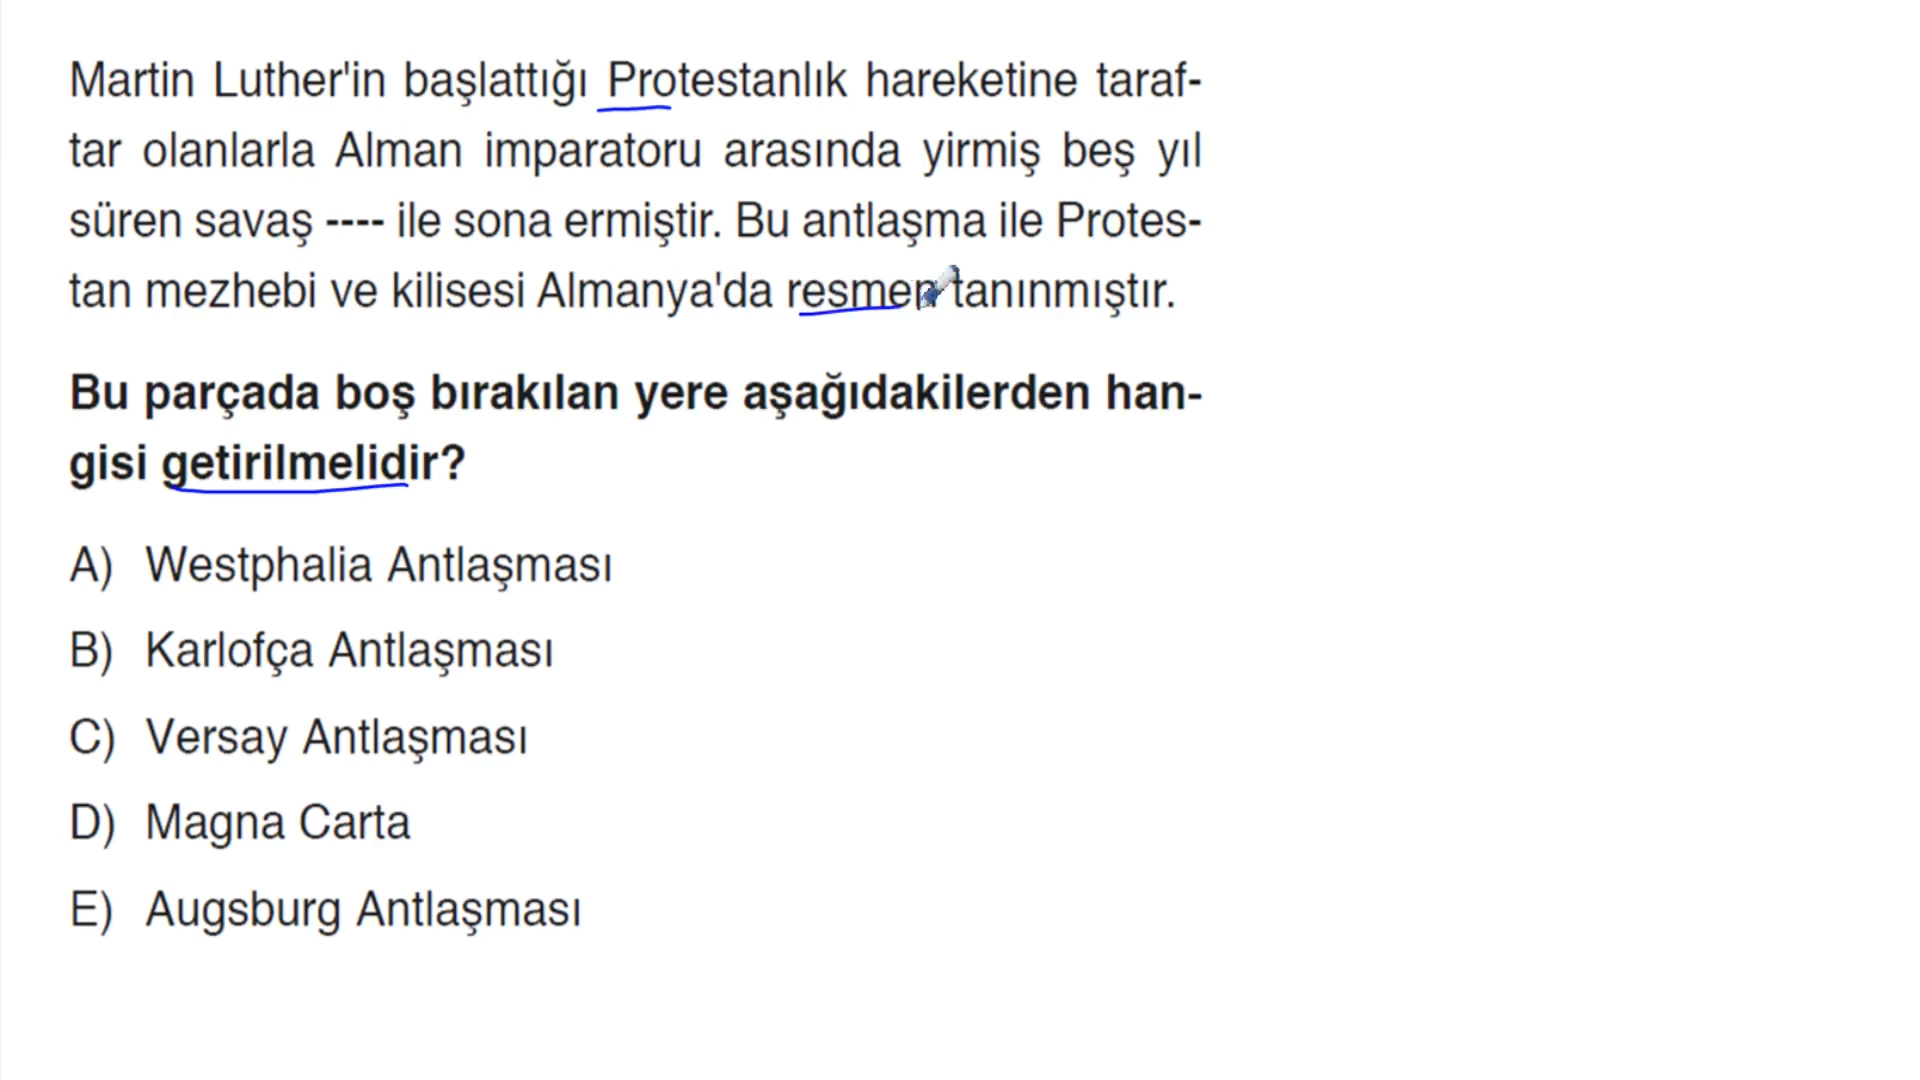 Martin Luther'in başlattığı Protestanlık hareketine taraf-
tar olanlarla Alman imparatoru arasında yirmiş beş yıl
süren savaş ---- ile sona ermiştir. Bu antlaşma ile Protes-
tan mezhebi ve kilisesi Almanya'da resmen tanınmıştır.
Bu parçada boş bırakılan yere aşağıdakilerden han-
gisi getirilmelidir?
A) Westphalia Antlaşması
B) Karlofça Antlaşması
C) Versay Antlaşması
D) Magna Carta
E) Augsburg Antlaşması